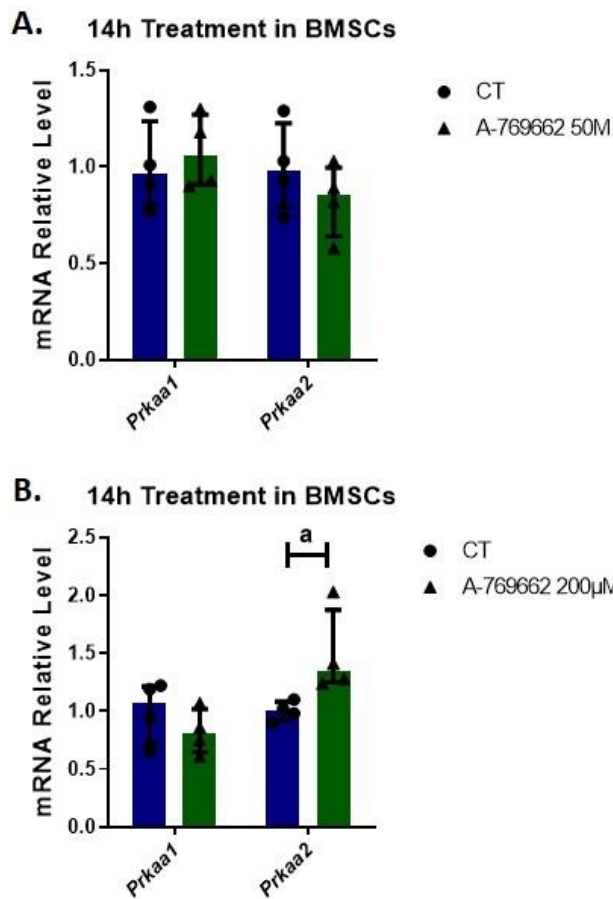 A.
14h Treatment in BMSCs
mRNA Relative Level
1.5
1.0
0.5
0.0
Prkaa1
Prkaa2
CT
A-769662 50M
B.
14h Treatment in BMSCs
mRNA Relative Level
2.5
2.0
1.5
1.0
0.5
0.0
a
Prkaa1
Prkaa2
CT
A-769662 200µM